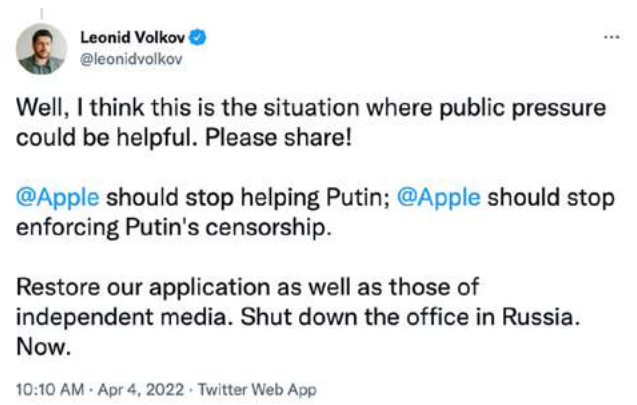 Leonid Volkov
@leonidvolkov
Well, I think this is the situation where public pressure
could be helpful. Please share!
@Apple should stop helping Putin; @Apple should stop
enforcing Putin's censorship.
Restore our application as well as those of
independent media. Shut down the office in Russia.
Now.
10:10 AM · Apr 4, 2022 · Twitter Web App